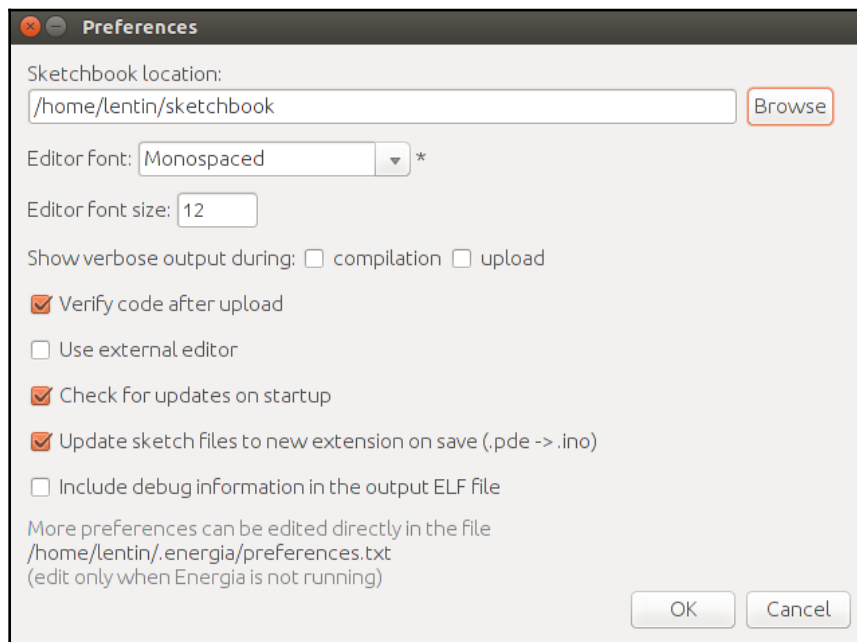 Preferences
Sketchbook location:
/home/lentin/sketchbook Browse
Editor font: Monospaced *
Editor font size: 12
Show verbose output during: compilation upload
Verify code after upload
Use external editor
Check for updates on startup
Update sketch files to new extension on save (.pde -> .ino)
Include debug information in the output ELF file
More preferences can be edited directly in the file
/home/lentin/.energia/preferences.txt
(edit only when Energia is not running)
OK Cancel